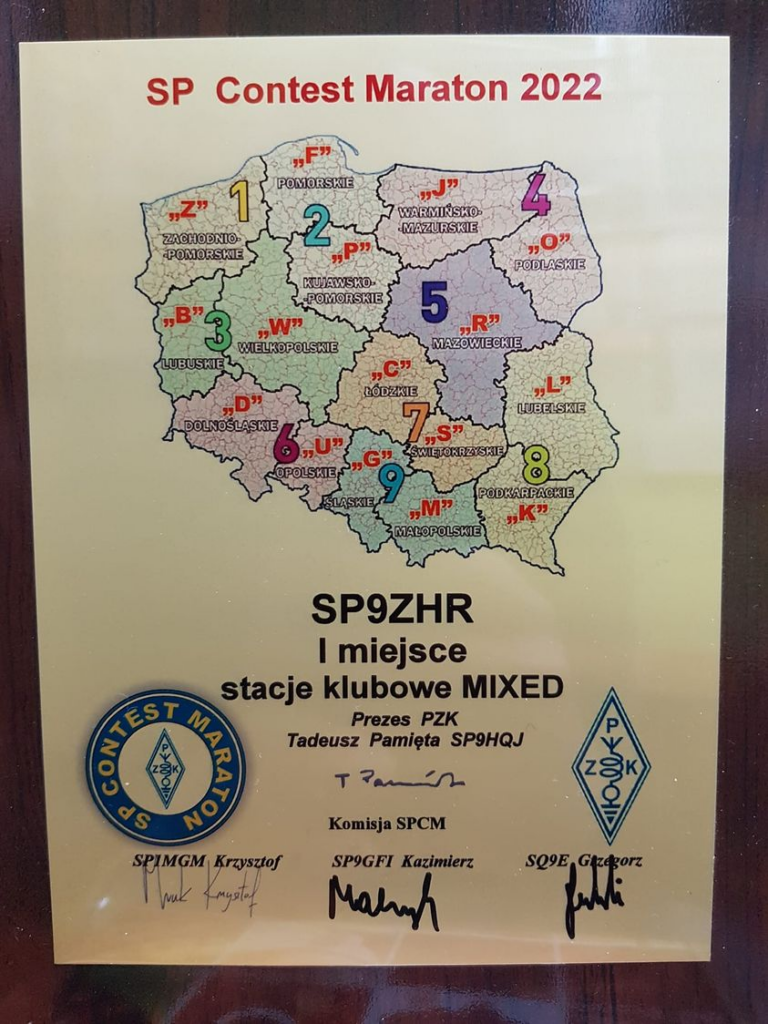 SP Contest Maraton 2022
„F”
POMORSKIE
„Z”
1
ZACHODNIO-
-POMORSKIE
2
„J”
WARMIŃSKO-
-MAZURSKIE
4
„P”
KUJAWSKO-
-POMORSKIE
„O”
PODLASKIE
„B”
3
LUBUSKIE
„W”
WIELKOPOLSKIE
5
„R”
MAZOWIECKIE
„C”
ŁÓDZKIE
„L”
LUBELSKIE
„D”
DOLNOŚLĄSKIE
6
„U”
OPOLSKIE
7
„S”
ŚWIĘTOKRZYSKIE
„G”
9
ŚLĄSKIE
8
PODKARPACKIE
„K”
„M”
MAŁOPOLSKIE
SP9ZHR
I miejsce
stacje klubowe MIXED
Prezes PZK
Tadeusz Pamięta SP9HQJ
SP CONTEST MARATON
P
Z K
P
Z K
Komisja SPCM
SP1MGM Krzysztof
SP9GFI Kazimierz
SQ9E Grzegorz